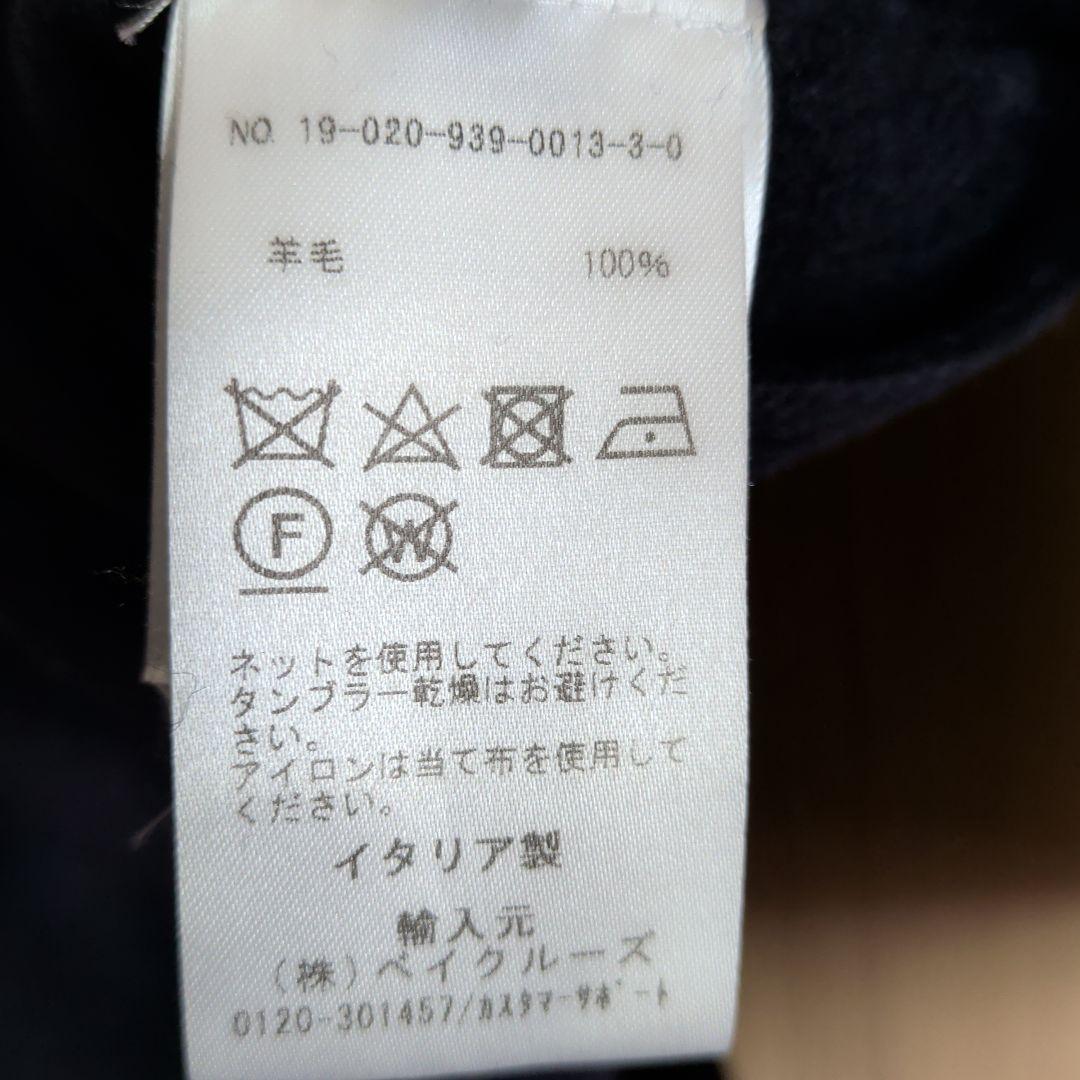 NO. 19-020-939-0013-3-0
羊毛 100%
F
W
ネットを使用してください。
タンブラー乾燥はお避けくだ
さい。
アイロンは当て布を使用して
ください。
イタリア製
輸入元
（株）ベイクルーズ
0120-301457/カスタマーサポート